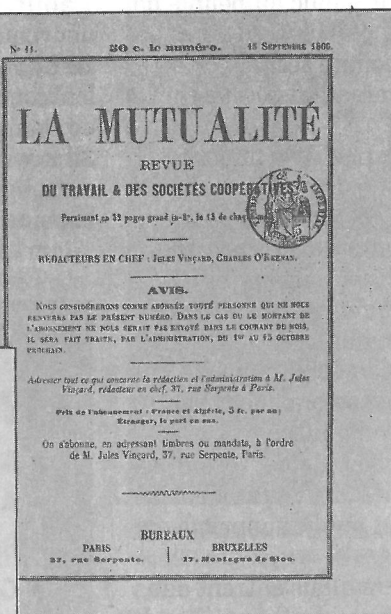 N° 11. 30 c. le numéro. 15 Septembre 1866.
LA MUTUALITÉ
REVUE
DU TRAVAIL & DES SOCIÉTÉS COOPÉRATIVES
Paraissant en 32 pages grand in-8°, le 15 de chaque
RÉDACTEURS EN CHEF : Jules Vinçard, Charles
AVIS.
Nous considérerons comme abonnée toute personne qui ne nous
renverra pas le présent numéro. Dans le cas où le montant de
l'abonnement ne nous serait pas envoyé dans le courant du mois,
il sera fait traite, par l'administration, du 1er au 15 octobre
prochain.
Adresser tout ce qui concerne la rédaction et l'administration à M. Jules
Vinçard, rédacteur en chef, 37, rue Serpente à Paris.
Prix de l'abonnement : France et Algérie, 3 fr. par an;
Étranger, le port en sus.
On s'abonne, en adressant timbres ou mandats, à l'ordre
de M. Jules Vinçard, 37, rue Serpente, Paris.
BUREAUX
PARIS
37, rue Serpente.
BRUXELLES
17, Montagne de Sion.